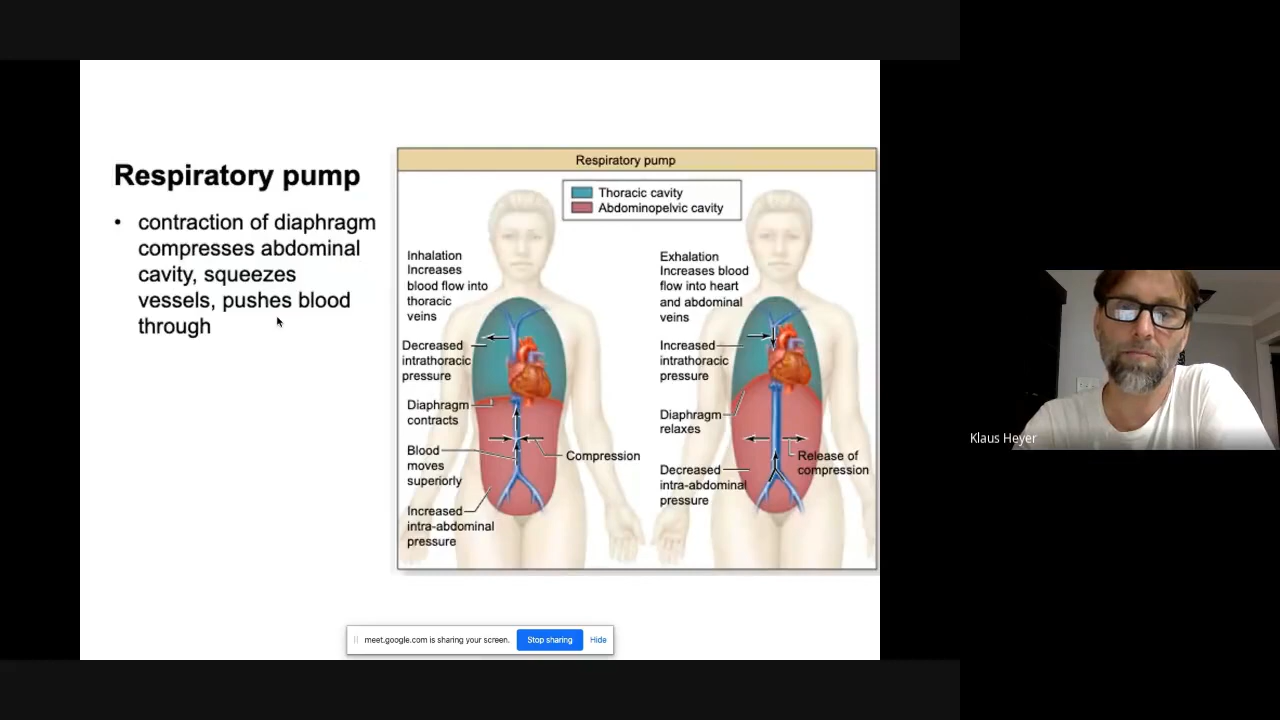 Respiratory pump
• contraction of diaphragm
compresses abdominal
cavity, squeezes
vessels, pushes blood
through
Respiratory pump
Thoracic cavity
Abdominopelvic cavity
Inhalation
Increases
blood flow into
thoracic
veins
Decreased
intrathoracic
pressure
Diaphragm
contracts
Blood
moves
superiorly
Compression
Increased
intra-abdominal
pressure
Exhalation
Increases blood
flow into heart
and abdominal
veins
Increased
intrathoracic
pressure
Diaphragm
relaxes
Release of
compression
Decreased
intra-abdominal
pressure
meet.google.com is sharing your screen.
Stop sharing
Hide
Klaus Heyer